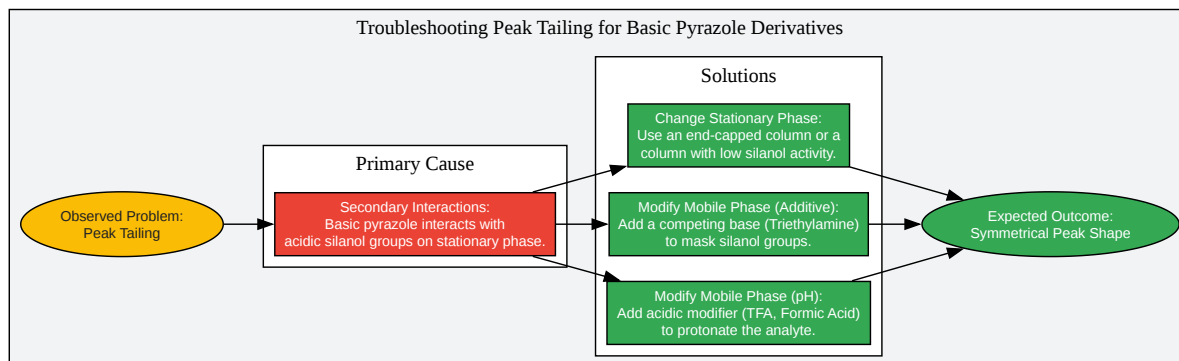 Troubleshooting Peak Tailing for Basic Pyrazole Derivatives
Observed Problem:
Peak Tailing
Primary Cause
Secondary Interactions:
Basic pyrazole interacts with
acidic silanol groups on stationary phase.
Solutions
Change Stationary Phase:
Use an end-capped column or a
column with low silanol activity.
Modify Mobile Phase (Additive):
Add a competing base (Triethylamine)
to mask silanol groups.
Modify Mobile Phase (pH):
Add acidic modifier (TFA, Formic Acid)
to protonate the analyte.
Expected Outcome:
Symmetrical Peak Shape